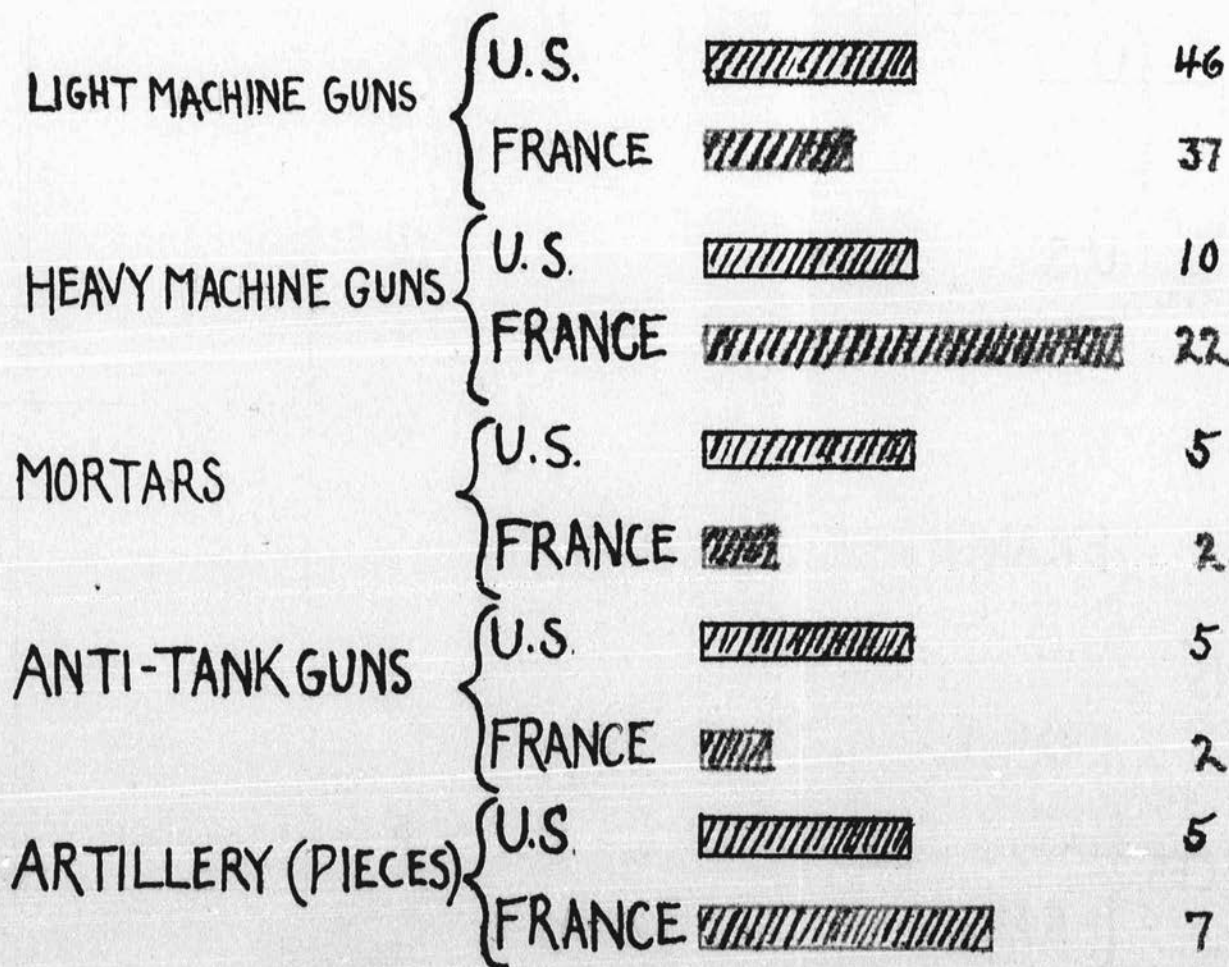 LIGHT MACHINE GUNS
U.S. 46
FRANCE 37
HEAVY MACHINE GUNS
U.S. 10
FRANCE 22
MORTARS
U.S. 5
FRANCE 2
ANTI-TANK GUNS
U.S. 5
FRANCE 2
ARTILLERY (PIECES)
U.S. 5
FRANCE 7